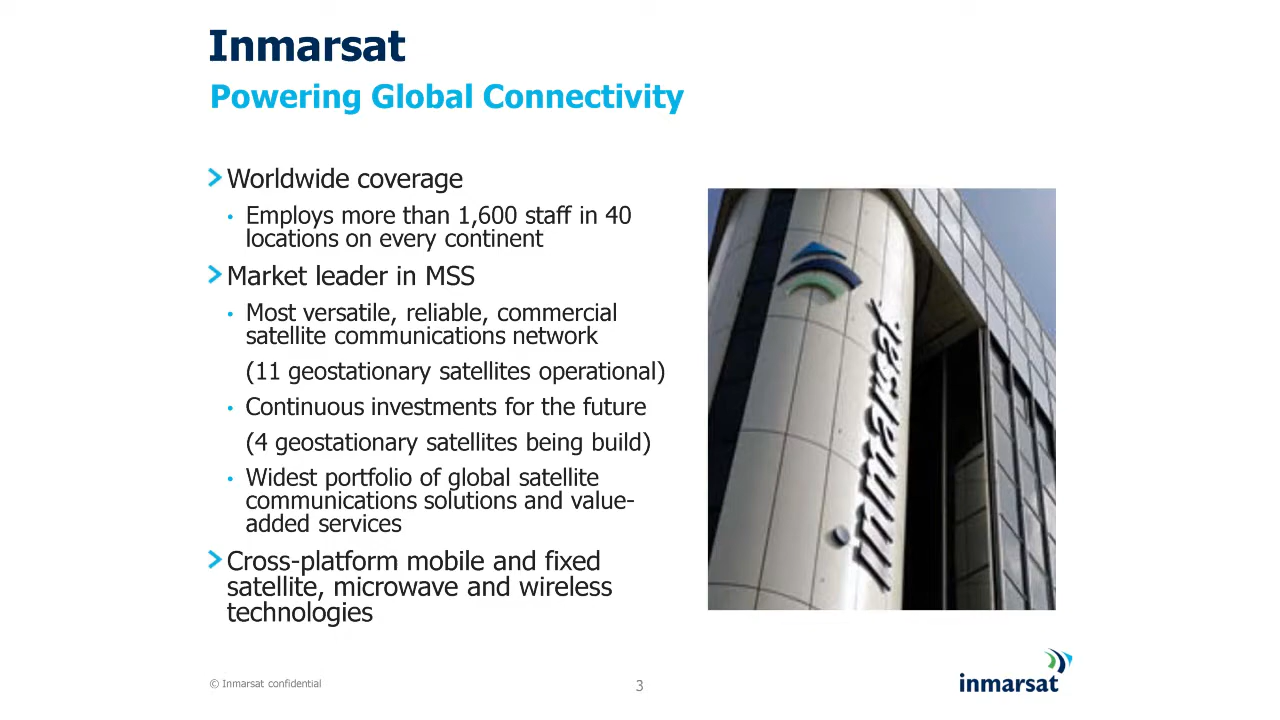 Inmarsat
Powering Global Connectivity
Worldwide coverage
• Employs more than 1,600 staff in 40
locations on every continent
Market leader in MSS
• Most versatile, reliable, commercial
satellite communications network
(11 geostationary satellites operational)
• Continuous investments for the future
(4 geostationary satellites being build)
• Widest portfolio of global satellite
communications solutions and value-
added services
Cross-platform mobile and fixed
satellite, microwave and wireless
technologies
inmarsat
© Inmarsat confidential
3
inmarsat